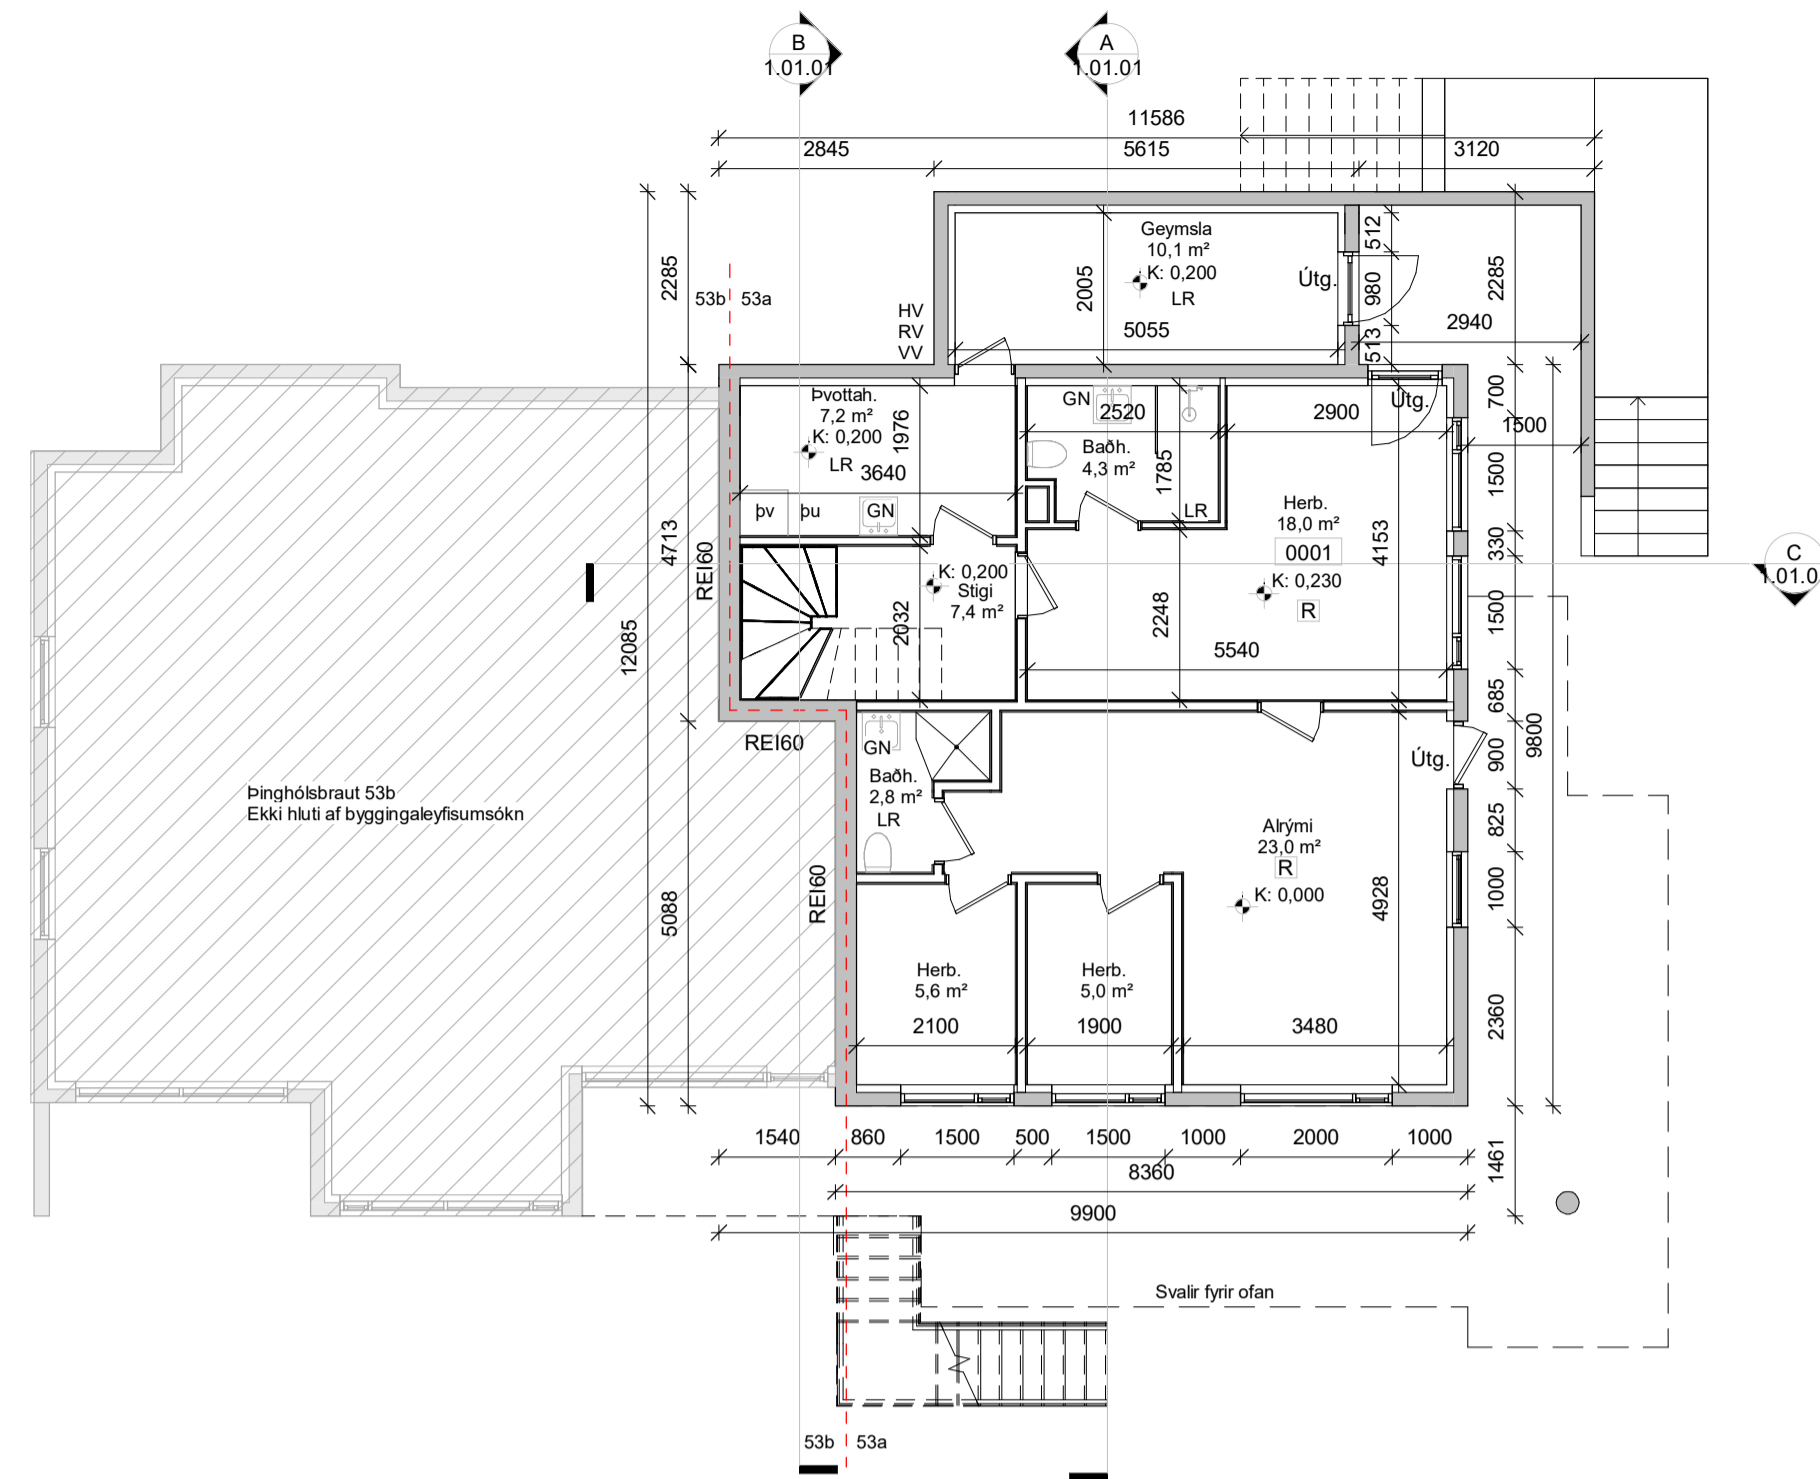 B
1.01.01
A
1.01.01
11586
2845
5615
3120
Geymsla
10,1 m²
K: 0,200
LR
2005
5055
Útg.
512
980
513
2285
2940
2285
53b
53a
HV
RV
VV
Þvottah.
7,2 m²
K: 0,200
LR
1976
3640
þv
þu
GN
GN
2520
Baðh.
4,3 m²
1785
LR
2900
Útg.
700
1500
1500
Herb.
18,0 m²
0001
K: 0,230
R
4153
330
C
1.01.0
4713
REI60
K: 0,200
Stigi
7,4 m²
2032
2248
5540
1500
12085
685
REI60
GN
Baðh.
2,8 m²
LR
Útg.
900
9800
Þinghólsbraut 53b
Ekki hluti af byggingaleyfisumsókn
Alrými
23,0 m²
R
K: 0,000
825
5088
REI60
4928
1000
Herb.
5,6 m²
2100
Herb.
5,0 m²
1900
3480
2360
1540
860
1500
500
1500
1000
2000
1000
1461
8360
9900
Svalir fyrir ofan
53b
53a